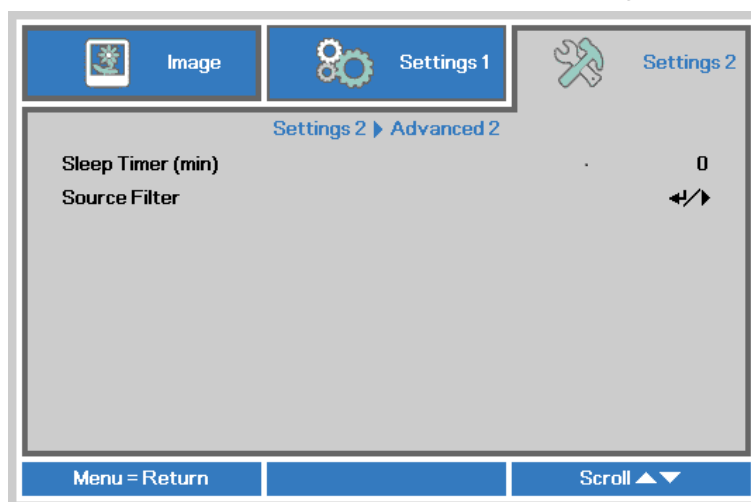 Image
Settings 1
Settings 2
Settings 2 ▶ Advanced 2
Sleep Timer (min) 0
Source Filter ↵/▶
Menu = Return
Scroll ▲▼